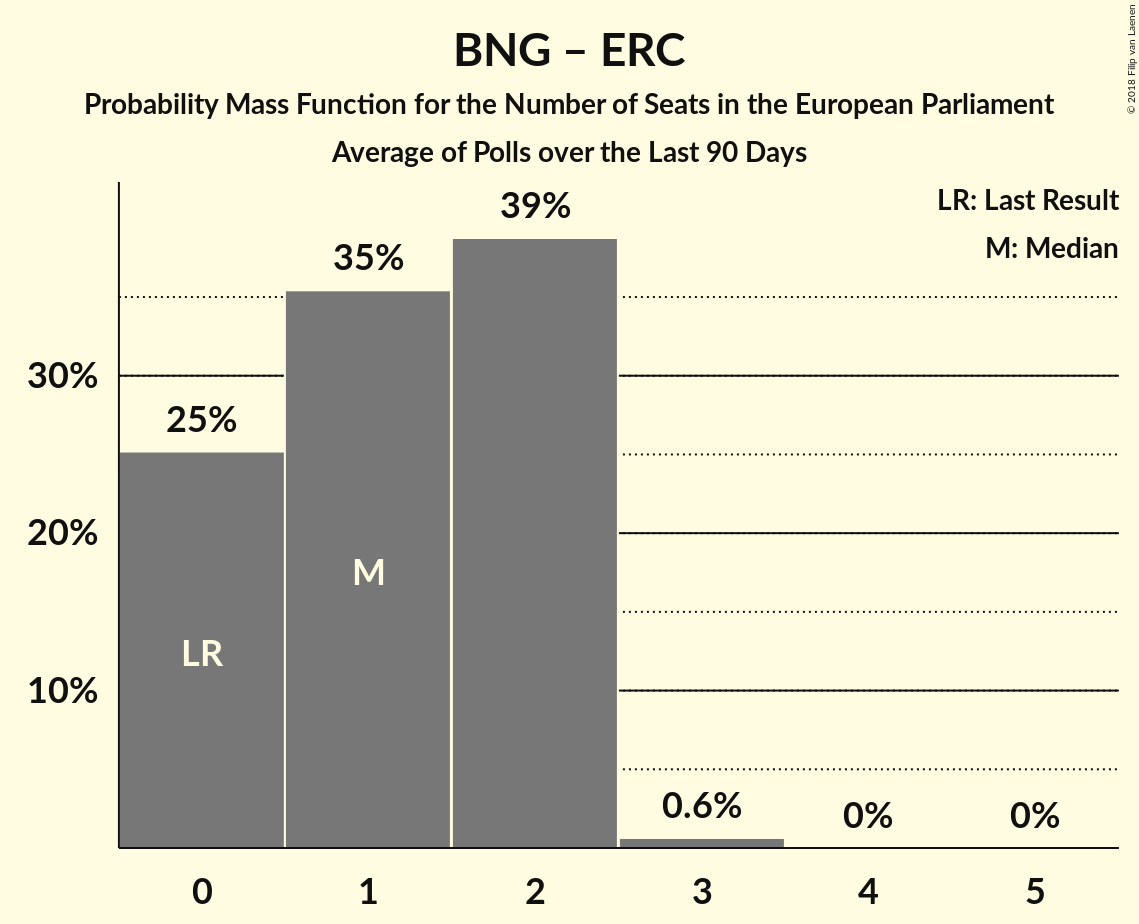 BNG – ERC
Probability Mass Function for the Number of Seats in the European Parliament
Average of Polls over the Last 90 Days
© 2018 Filip van Laenen
LR: Last Result
M: Median
39%
35%
25%
0.6%
0%
0%
30%
20%
10%
M
LR
0
1
2
3
4
5